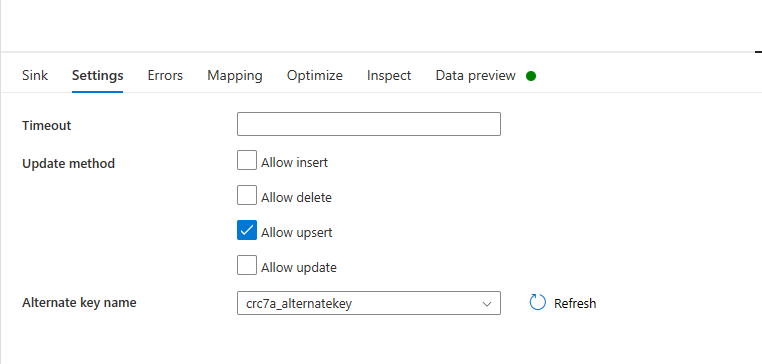 Sink Settings Errors Mapping Optimize Inspect Data preview
Timeout
Update method Allow insert
Allow delete
Allow upsert
Allow update
Alternate key name crc7a_alternatekey Refresh